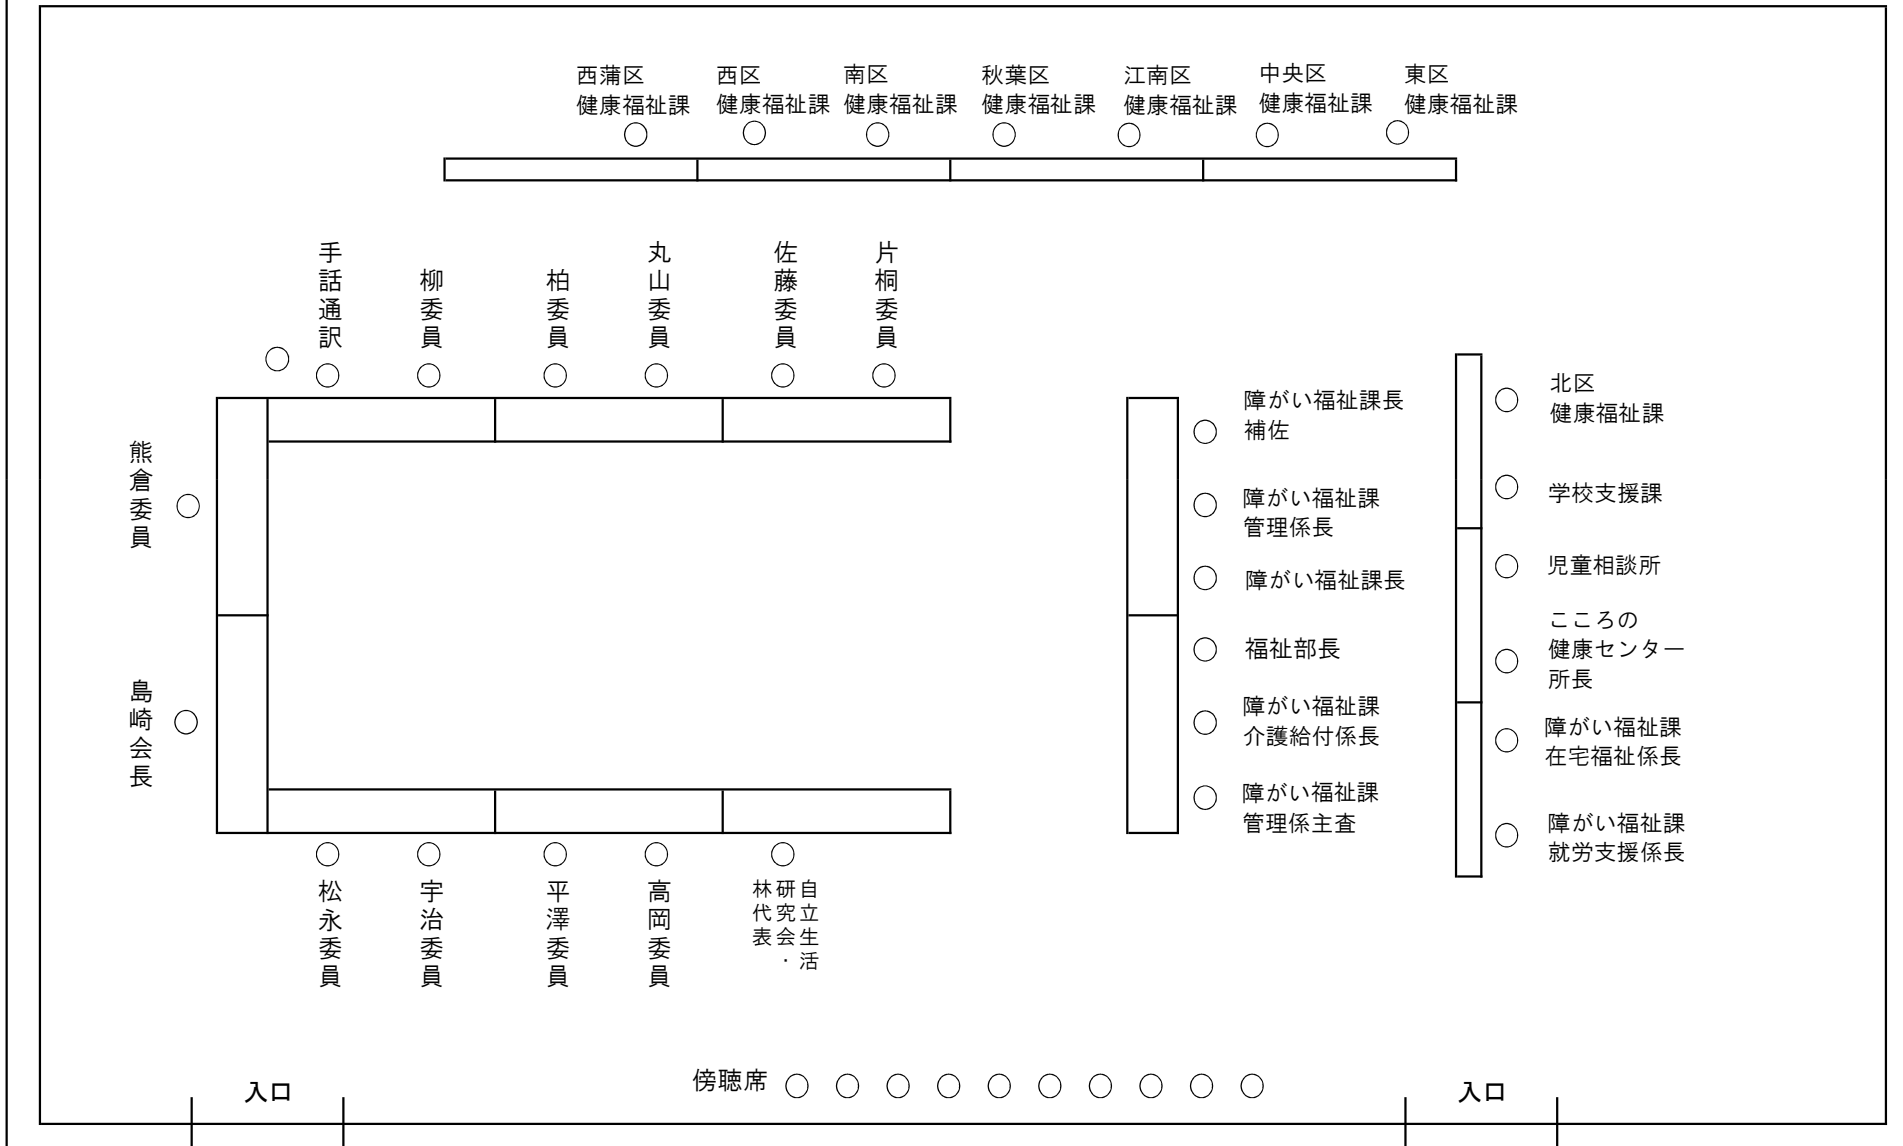 西蒲区
健康福祉課
西区
健康福祉課
南区
健康福祉課
秋葉区
健康福祉課
江南区
健康福祉課
中央区
健康福祉課
東区
健康福祉課
手話通訳
柳委員
柏委員
丸山委員
佐藤委員
片桐委員
熊倉委員
島崎会長
障がい福祉課長
補佐
障がい福祉課
管理係長
障がい福祉課長
福祉部長
障がい福祉課
介護給付係長
障がい福祉課
管理係主査
北区
健康福祉課
学校支援課
児童相談所
こころの
健康センター
所長
障がい福祉課
在宅福祉係長
障がい福祉課
就労支援係長
松永委員
宇治委員
平澤委員
高岡委員
自立生活
研究会・
林代表
傍聴席
入口
入口